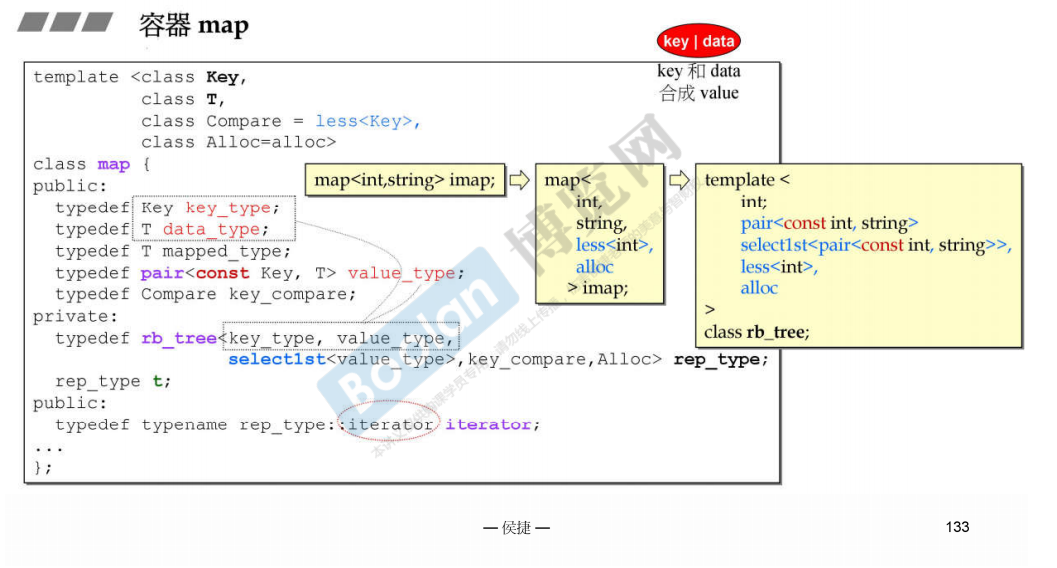 容器 map
key | data
key 和 data
合成 value
template <class Key,
class T,
class Compare = less<Key>,
class Alloc=alloc>
class map {
public:
typedef Key key_type;
typedef T data_type;
typedef T mapped_type;
typedef pair<const Key, T> value_type;
typedef Compare key_compare;
private:
typedef rb_tree<key_type, value_type,
select1st<value_type>,key_compare,Alloc> rep_type;
rep_type t;
public:
typedef typename rep_type::iterator iterator;
...
};
map<int,string> imap;
map<
int,
string,
less<int>,
alloc
> imap;
template <
int;
pair<const int, string>
select1st<pair<const int, string>>,
less<int>,
alloc
>
class rb_tree;
Boolan
博览网
— 侯捷 —
133